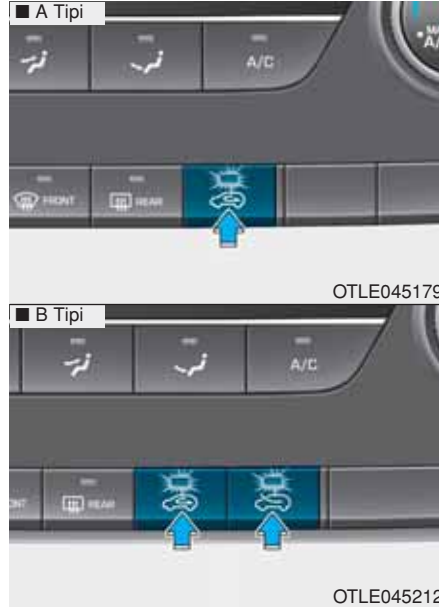 ■ A Tipi
A/C
FRONT
REAR
OTLE045179
■ B Tipi
A/C
REAR
OTLE045212